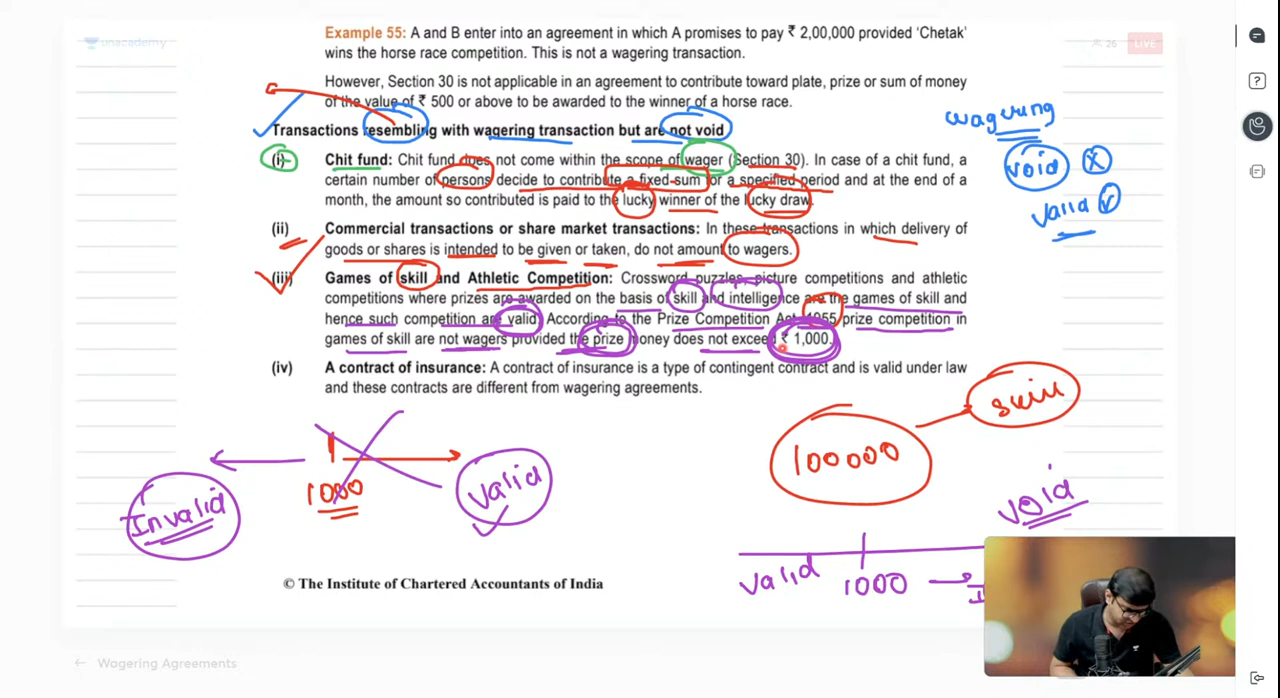 unacademy
26 LIVE
Example 55: A and B enter into an agreement in which A promises to pay ₹ 2,00,000 provided 'Chetak'
wins the horse race competition. This is not a wagering transaction.
However, Section 30 is not applicable in an agreement to contribute toward plate, prize or sum of money
of the value of ₹ 500 or above to be awarded to the winner of a horse race.
Transactions resembling with wagering transaction but are not void
(i) Chit fund: Chit fund does not come within the scope of wager (Section 30). In case of a chit fund, a
certain number of persons decide to contribute a fixed sum for a specified period and at the end of a
month, the amount so contributed is paid to the lucky winner of the lucky draw.
(ii) Commercial transactions or share market transactions: In these transactions in which delivery of
goods or shares is intended to be given or taken, do not amount to wagers.
(iii) Games of skill and Athletic Competition: Crossword puzzles, picture competitions and athletic
competitions where prizes are awarded on the basis of skill and intelligence are the games of skill and
hence such competition are valid. According to the Prize Competition Act, 1955 prize competition in
games of skill are not wagers provided the prize money does not exceed ₹ 1,000.
(iv) A contract of insurance: A contract of insurance is a type of contingent contract and is valid under law
and these contracts are different from wagering agreements.
wagering
void x
valid
1000
Invalid
valid
100000
skill
void
valid 1000
© The Institute of Chartered Accountants of India
← Wagering Agreements